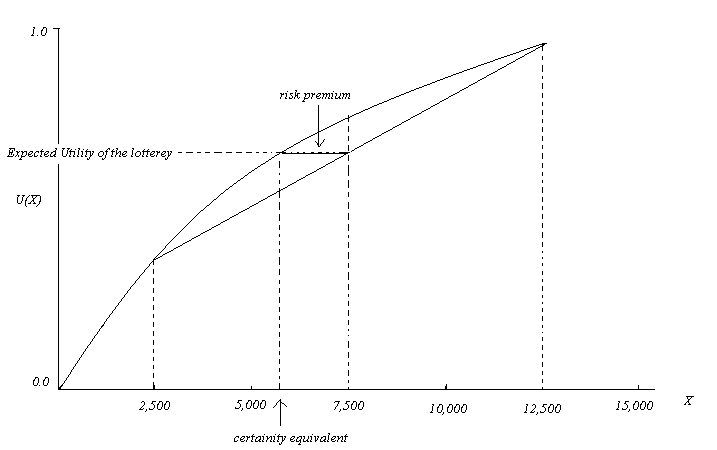 1.0
risk premium
Expected Utility of the lotterey
U(X)
0.0
2,500
5,000
7,500
10,000
12,500
15,000
X
certainity equivalent